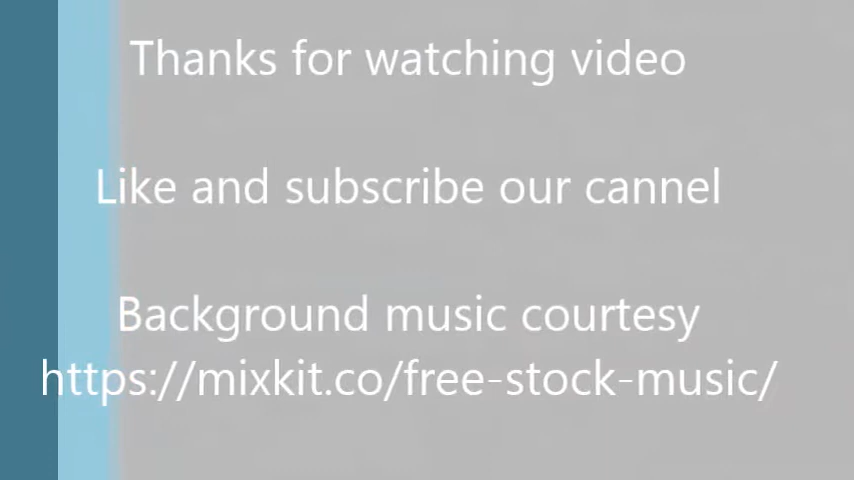 Thanks for watching video
Like and subscribe our cannel
Background music courtesy
https://mixkit.co/free-stock-music/